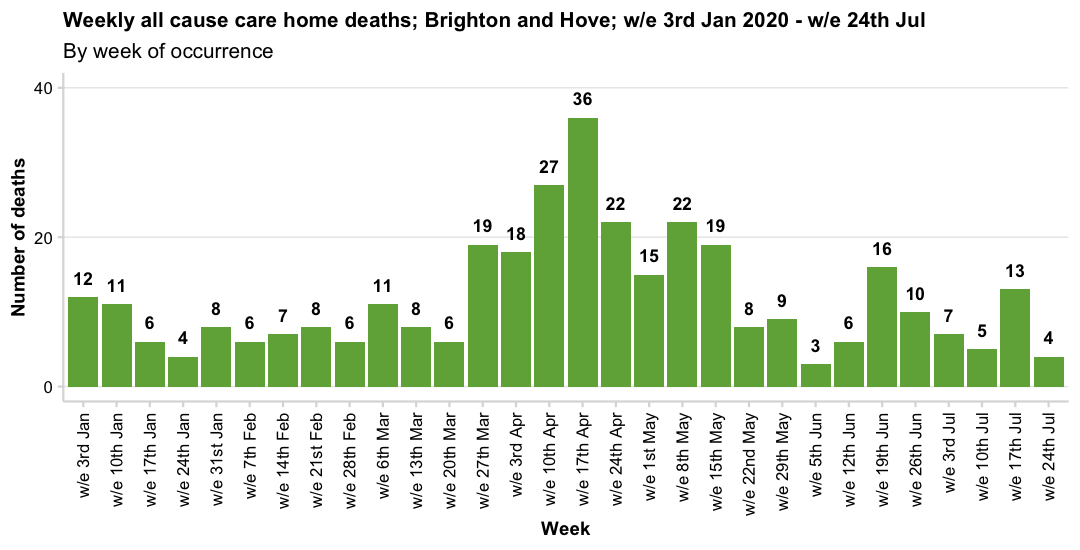 Weekly all cause care home deaths; Brighton and Hove; w/e 3rd Jan 2020 - w/e 24th Jul
By week of occurrence
Number of deaths
40
20
0
12
11
6
4
8
6
7
8
6
11
8
6
19
18
27
36
22
15
22
19
8
9
3
6
16
10
7
5
13
4
w/e 3rd Jan
w/e 10th Jan
w/e 17th Jan
w/e 24th Jan
w/e 31st Jan
w/e 7th Feb
w/e 14th Feb
w/e 21st Feb
w/e 28th Feb
w/e 6th Mar
w/e 13th Mar
w/e 20th Mar
w/e 27th Mar
w/e 3rd Apr
w/e 10th Apr
w/e 17th Apr
w/e 24th Apr
w/e 1st May
w/e 8th May
w/e 15th May
w/e 22nd May
w/e 29th May
w/e 5th Jun
w/e 12th Jun
w/e 19th Jun
w/e 26th Jun
w/e 3rd Jul
w/e 10th Jul
w/e 17th Jul
w/e 24th Jul
Week